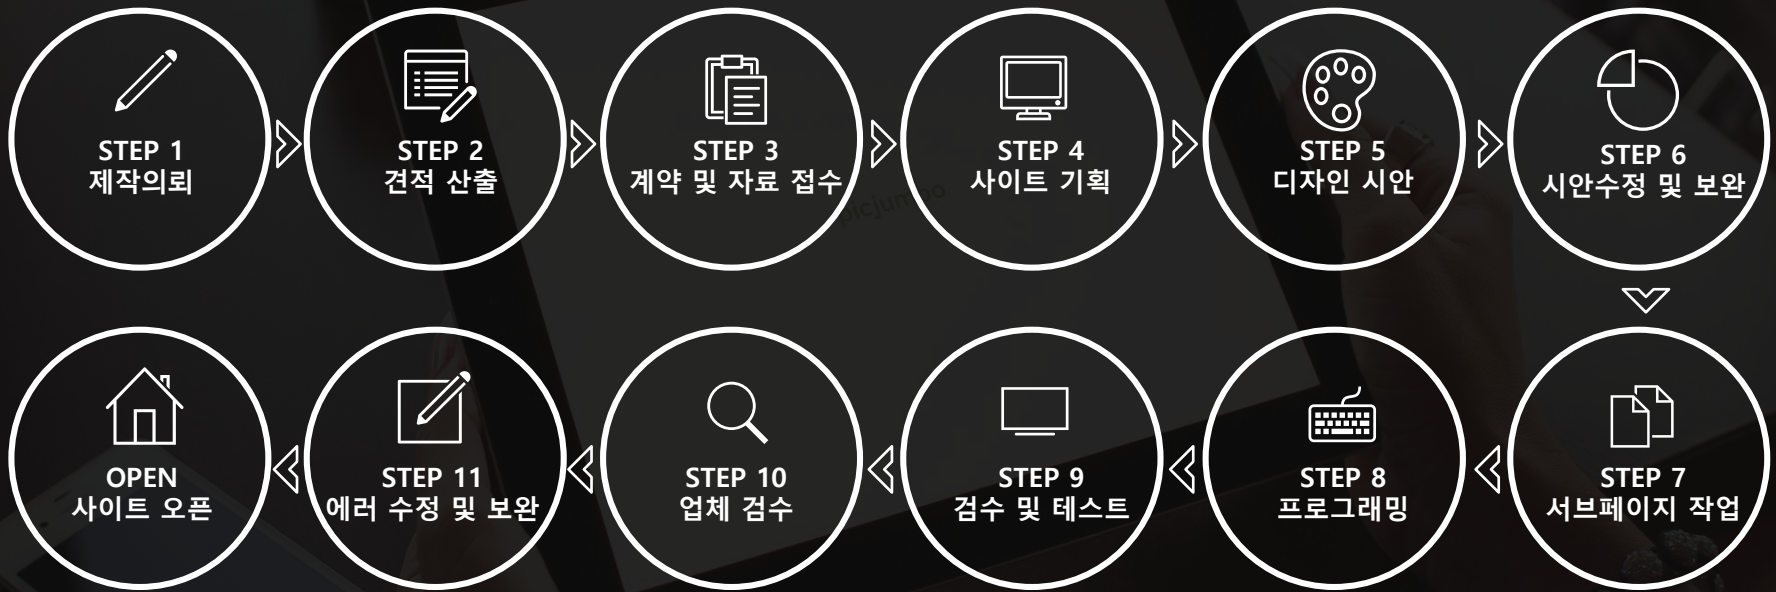 STEP 1
제작의뢰
STEP 2
견적 산출
STEP 3
계약 및 자료 접수
STEP 4
사이트 기획
STEP 5
디자인 시안
STEP 6
시안수정 및 보완
STEP 7
서브페이지 작업
STEP 8
프로그래밍
STEP 9
검수 및 테스트
STEP 10
업체 검수
STEP 11
에러 수정 및 보완
OPEN
사이트 오픈
picjumbo